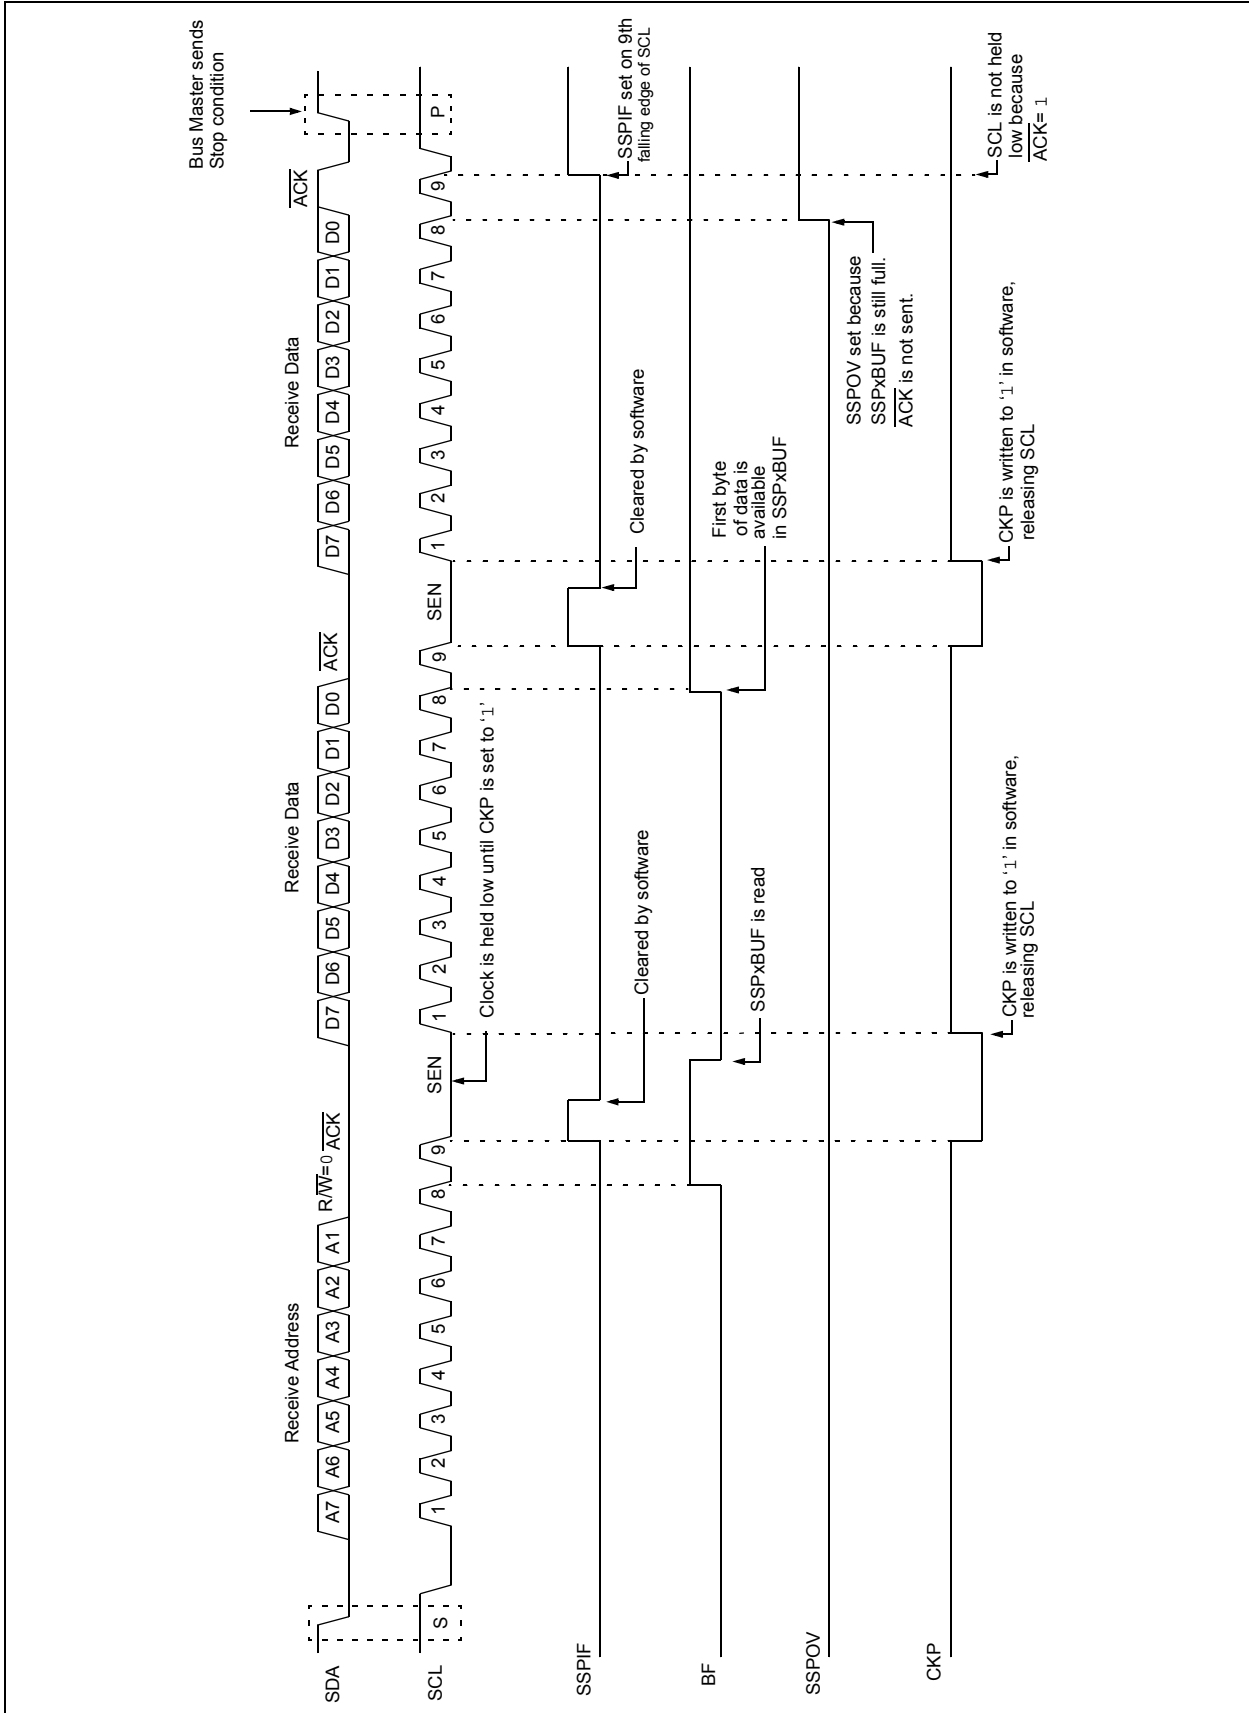 Bus Master sends
Stop condition
Receive Address
Receive Data
Receive Data
R/W=0
ACK
ACK
ACK
SDA
A7 A6 A5 A4 A3 A2 A1
D7 D6 D5 D4 D3 D2 D1 D0
D7 D6 D5 D4 D3 D2 D1 D0
SCL
S
1 2 3 4 5 6 7 8 9
SEN
1 2 3 4 5 6 7 8 9
SEN
1 2 3 4 5 6 7 8 9
P
Clock is held low until CKP is set to ‘1’
SSPIF
Cleared by software
Cleared by software
SSPIF set on 9th
falling edge of SCL
BF
SSPxBUF is read
First byte
of data is
available
in SSPxBUF
SSPOV
SSPOV set because
SSPxBUF is still full.
ACK is not sent.
CKP
CKP is written to ‘1’ in software,
releasing SCL
CKP is written to ‘1’ in software,
releasing SCL
SCL is not held
low because
ACK= 1